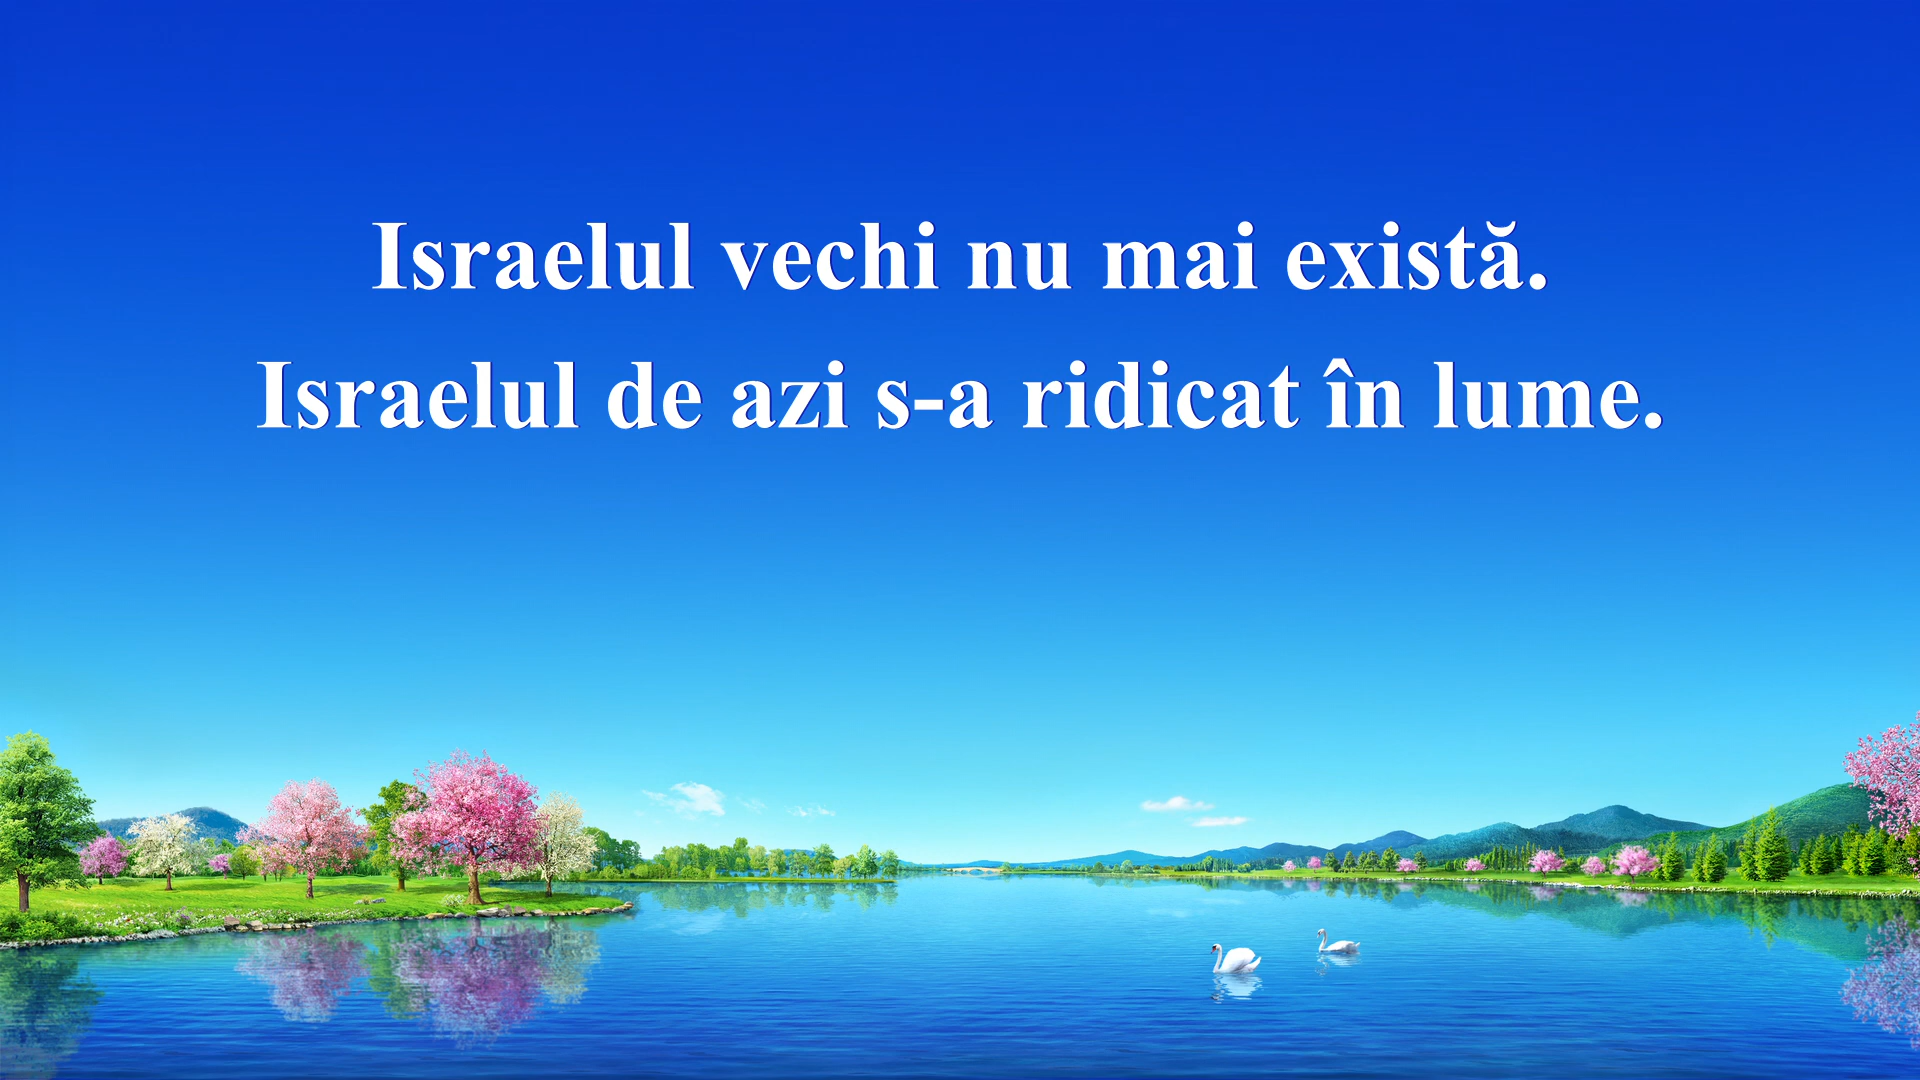 Israelul vechi nu mai există.
Israelul de azi s-a ridicat în lume.